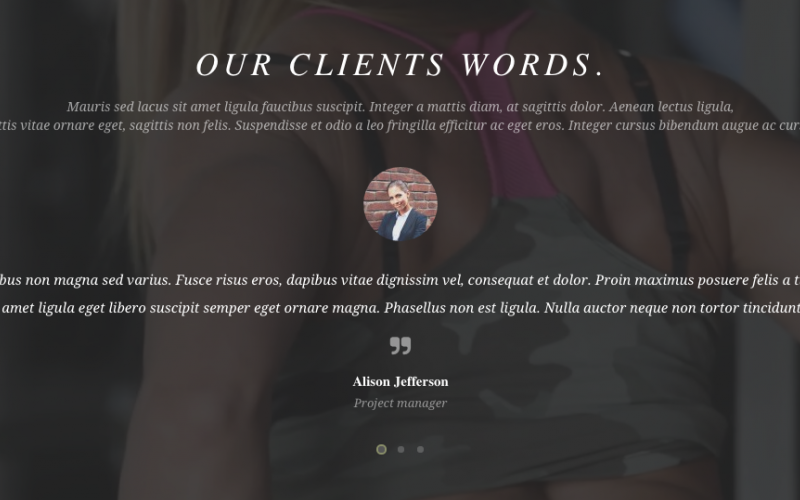 OUR CLIENTS WORDS.
Mauris sed lacus sit amet ligula faucibus suscipit. Integer a mattis diam, at sagittis dolor. Aenean lectus ligula,
vitae ornare eget, sagittis non felis. Suspendisse et odio a leo fringilla efficitur ac eget eros. Integer cursus bibendum augue ac
non magna sed varius. Fusce risus eros, dapibus vitae dignissim vel, consequat et dolor. Proin maximus posuere felis a
amet ligula eget libero suscipit semper eget ornare magna. Phasellus non est ligula. Nulla auctor neque non tortor tincidunt
”
Alison Jefferson
Project manager